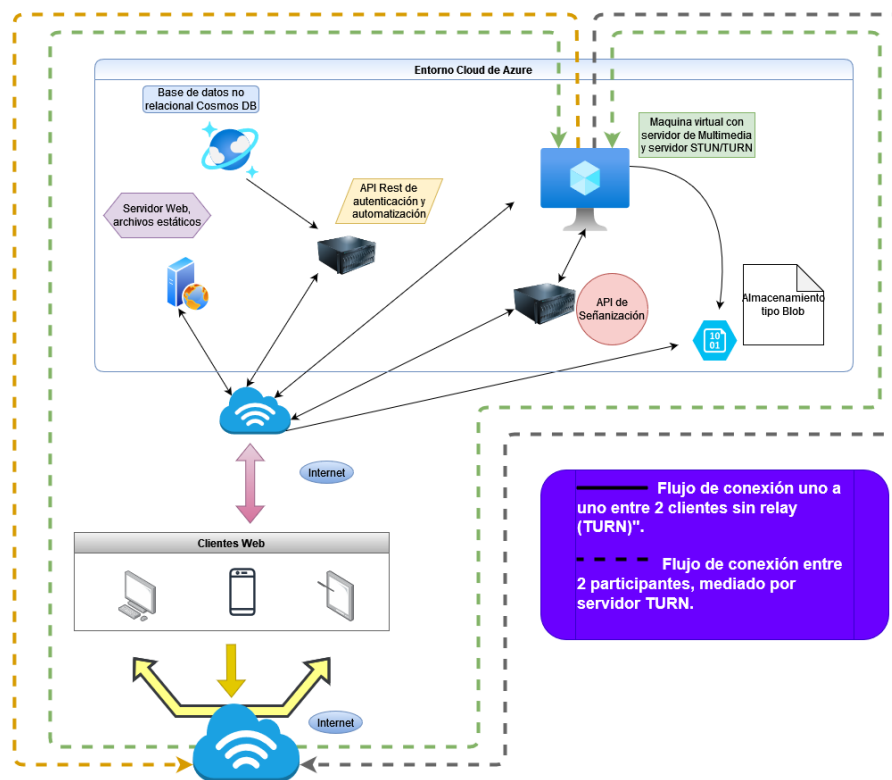 Entorno Cloud de Azure
Base de datos no
relacional Cosmos DB
Maquina virtual con
servidor de Multimedia
y servidor STUN/TURN
API Rest de
autenticación y
automatización
Servidor Web,
archivos estáticos
API de
Señanización
Almacenamiento
tipo Blob
10
01
Internet
Flujo de conexión uno a
uno entre 2 clientes sin relay
(TURN)".
Flujo de conexión entre
2 participantes, mediado por
servidor TURN.
Clientes Web
Internet